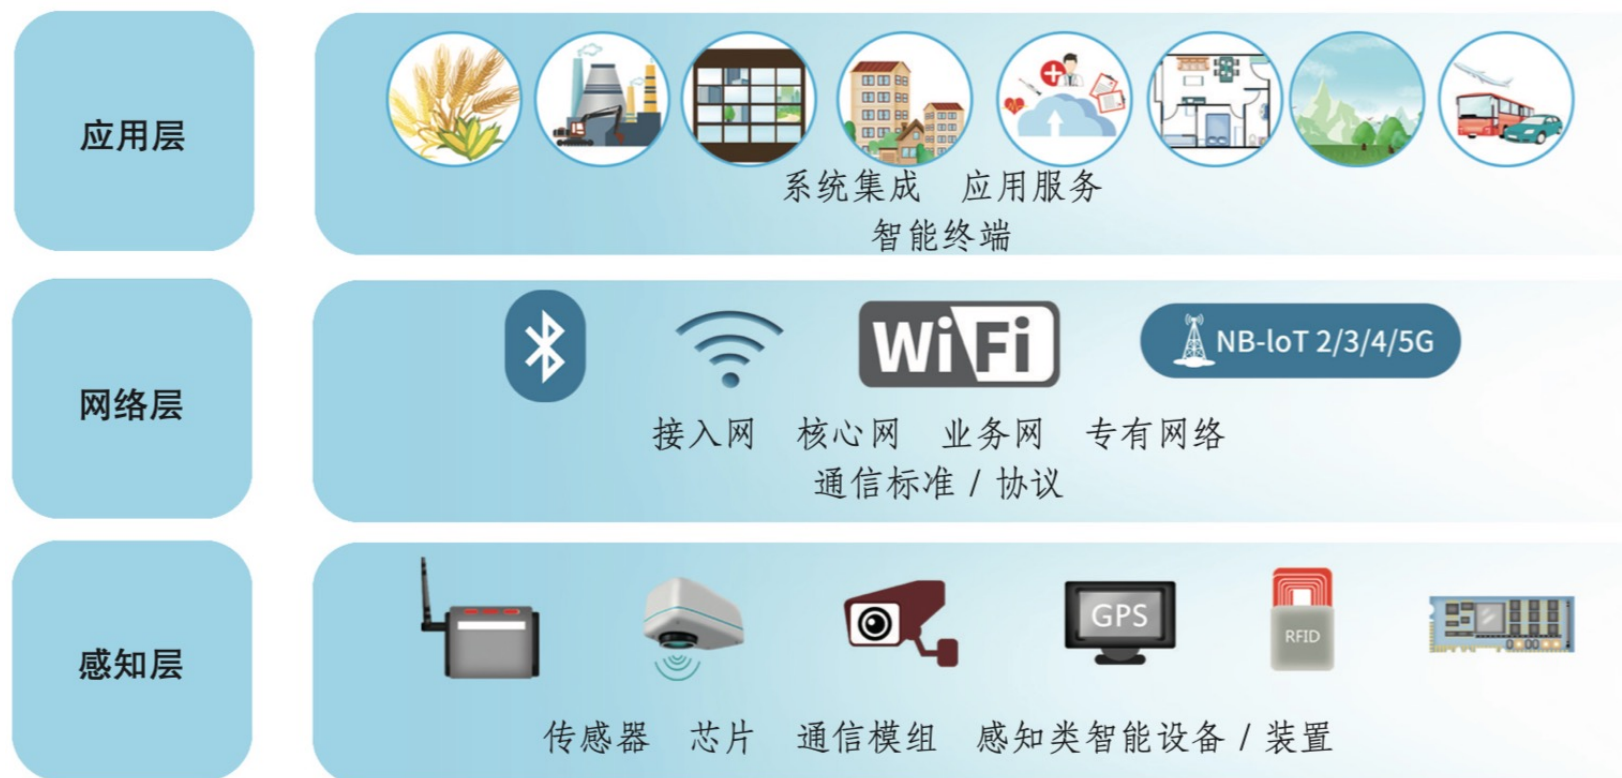 应用层
系统集成 应用服务
智能终端
网络层
WiFi
NB-IoT 2/3/4/5G
接入网 核心网 业务网 专有网络
通信标准 / 协议
感知层
GPS
RFID
传感器 芯片 通信模组 感知类智能设备 / 装置